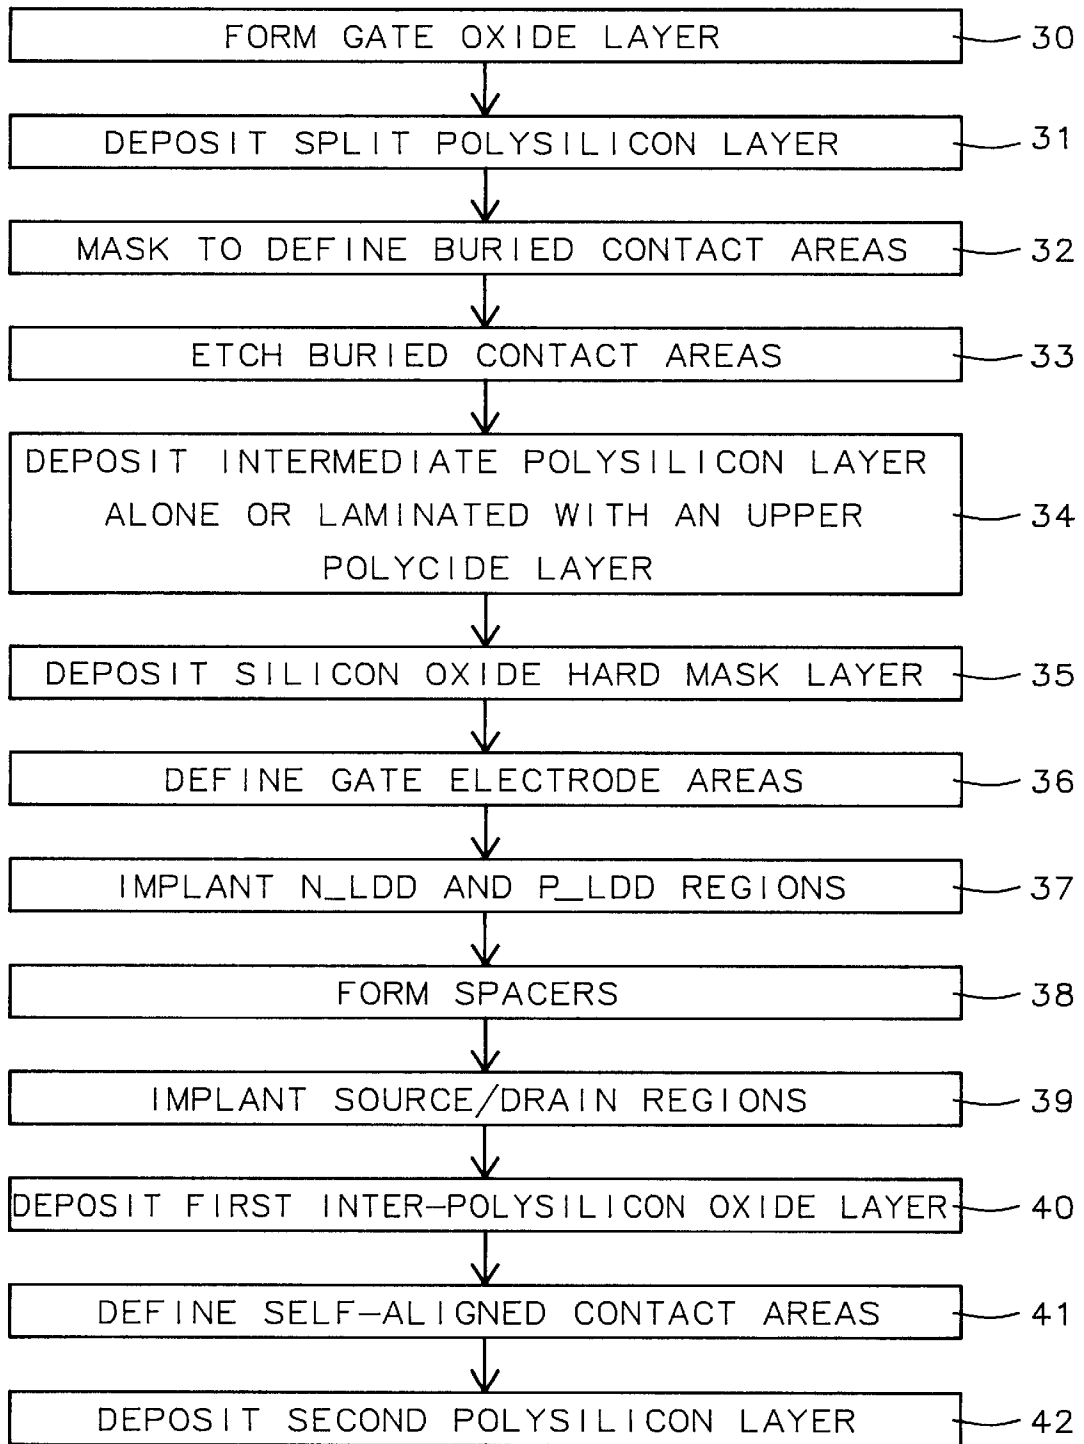 FORM GATE OXIDE LAYER 30
DEPOSIT SPLIT POLYSILICON LAYER 31
MASK TO DEFINE BURIED CONTACT AREAS 32
ETCH BURIED CONTACT AREAS 33
DEPOSIT INTERMEDIATE POLYSILICON LAYER
ALONE OR LAMINATED WITH AN UPPER 34
POLYCIDE LAYER
DEPOSIT SILICON OXIDE HARD MASK LAYER 35
DEFINE GATE ELECTRODE AREAS 36
IMPLANT N_LDD AND P_LDD REGIONS 37
FORM SPACERS 38
IMPLANT SOURCE/DRAIN REGIONS 39
DEPOSIT FIRST INTER-POLYSILICON OXIDE LAYER 40
DEFINE SELF-ALIGNED CONTACT AREAS 41
DEPOSIT SECOND POLYSILICON LAYER 42